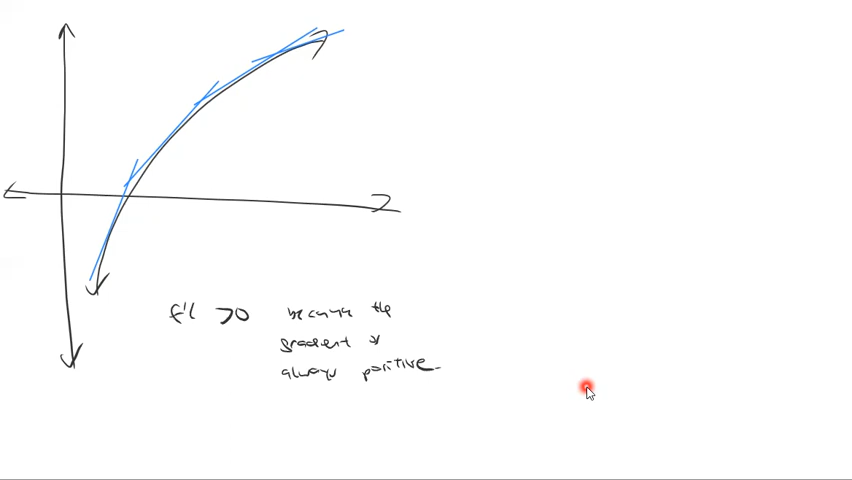 f'( >0 because the
gradient is
always positive.